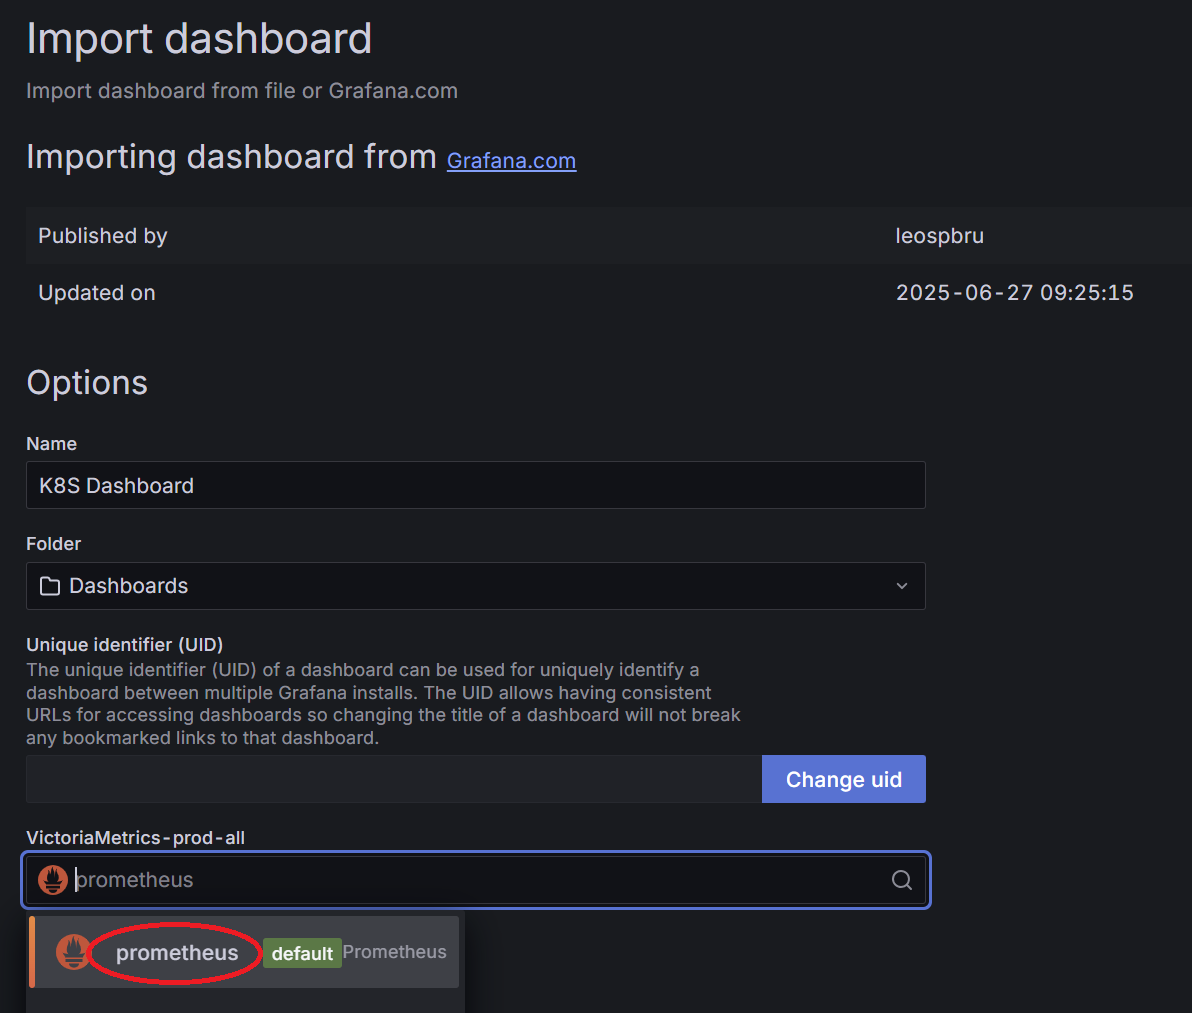 Import dashboard
Import dashboard from file or Grafana.com
Importing dashboard from Grafana.com
Published by leospbru
Updated on 2025-06-27 09:25:15
Options
Name
K8S Dashboard
Folder
Dashboards
Unique identifier (UID)
The unique identifier (UID) of a dashboard can be used for uniquely identify a
dashboard between multiple Grafana installs. The UID allows having consistent
URLs for accessing dashboards so changing the title of a dashboard will not break
any bookmarked links to that dashboard.
Change uid
VictoriaMetrics-prod-all
prometheus
prometheus default Prometheus